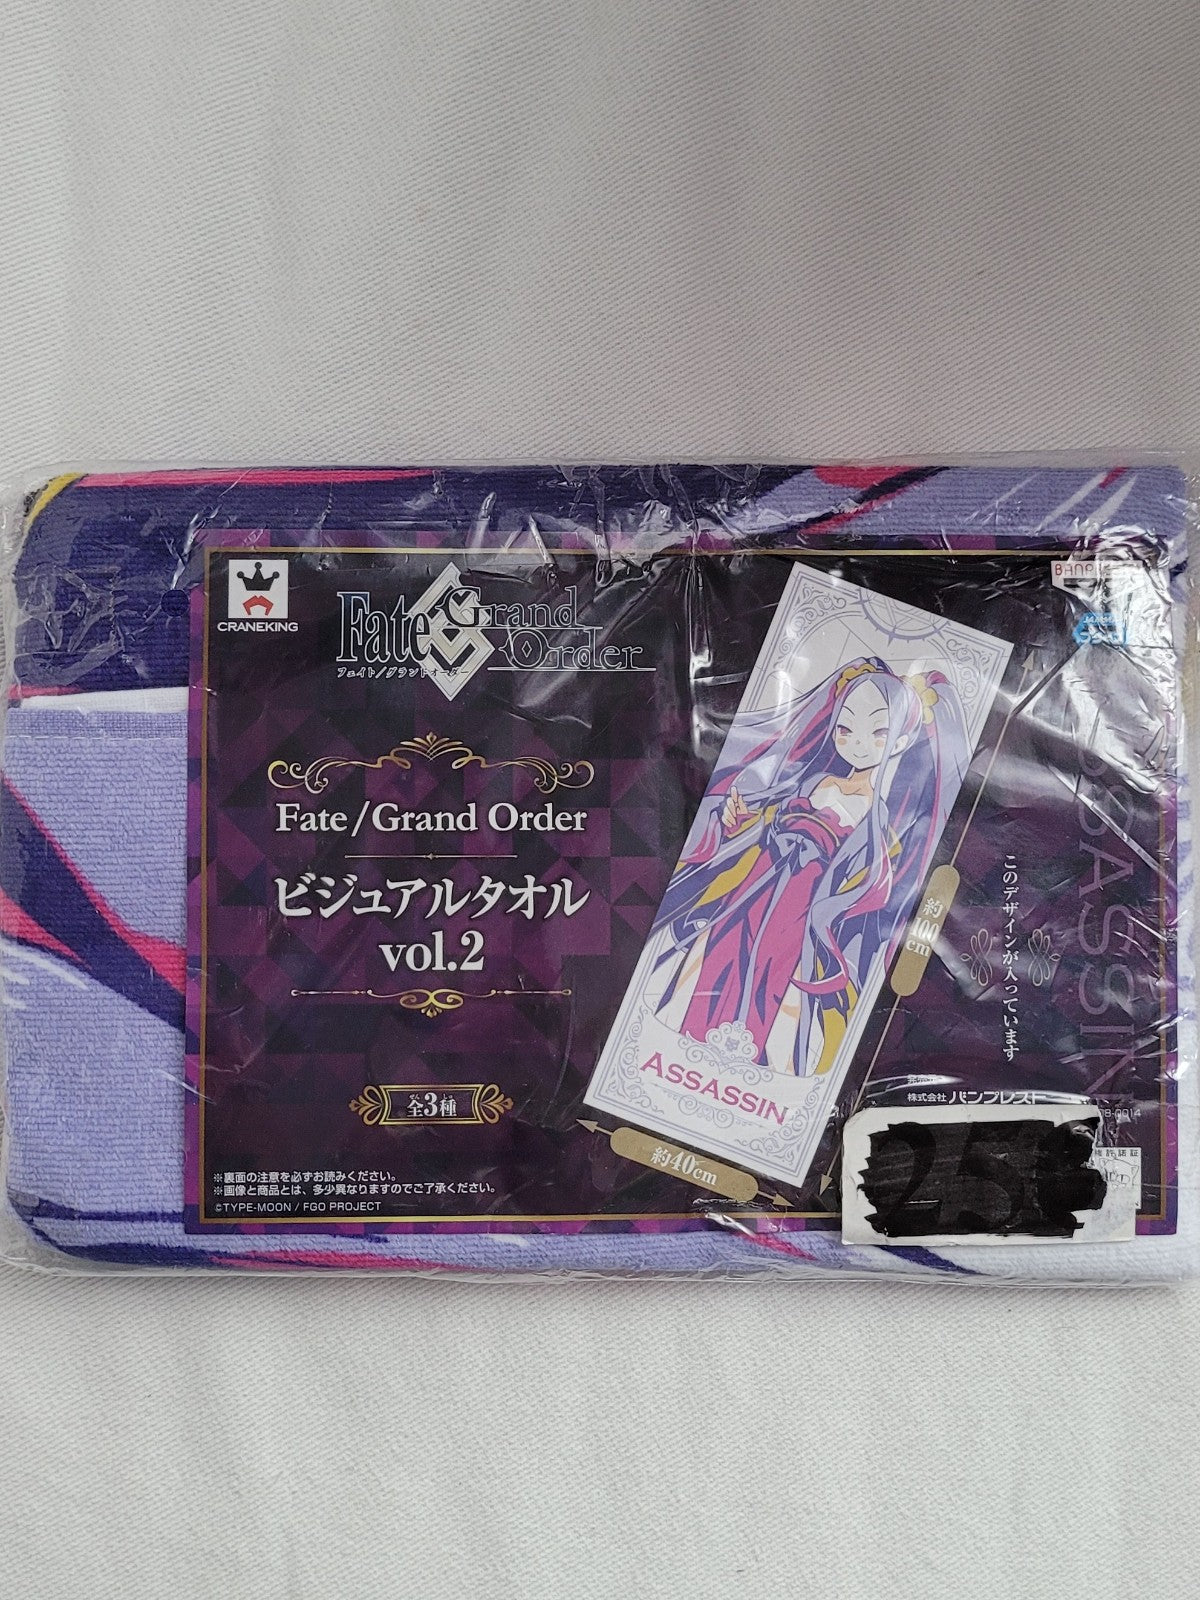 CRANEKING
Fate/Grand Order
フェイト/グランドオーダー
Fate/Grand Order
ビジュアルタオル
vol.2
全3種
ぜん
しゅ
※裏面の注意を必ずお読みください。
※画像と商品とは、多少異なりますのでご了承ください。
©TYPE-MOON / FGO PROJECT
ASSASSIN
約100cm
約40cm
このデザインが入っています
ASSASSIN
株式会社 バンプレスト